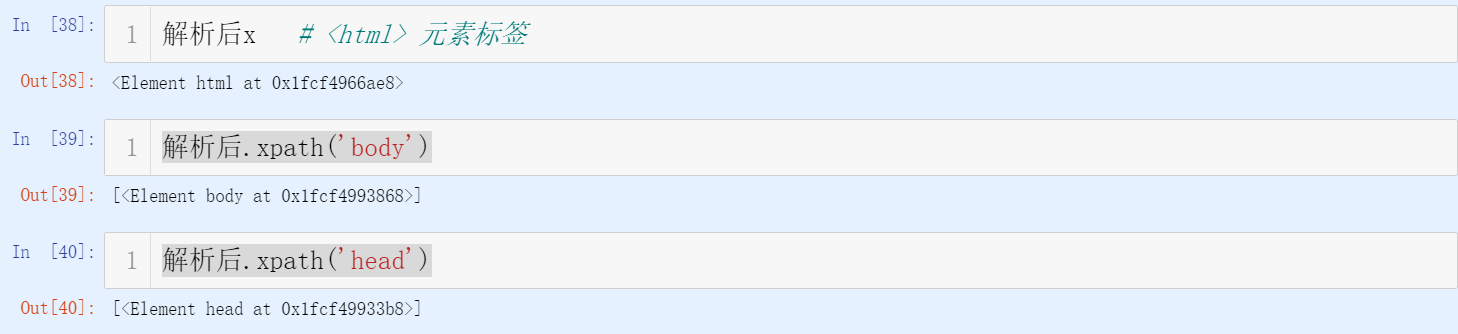 In [38]: 1 解析后x # <html> 元素标签
Out[38]: <Element html at 0x1fcf4966ae8>
In [39]: 1 解析后.xpath('body')
Out[39]: [<Element body at 0x1fcf4993868>]
In [40]: 1 解析后.xpath('head')
Out[40]: [<Element head at 0x1fcf49933b8>]